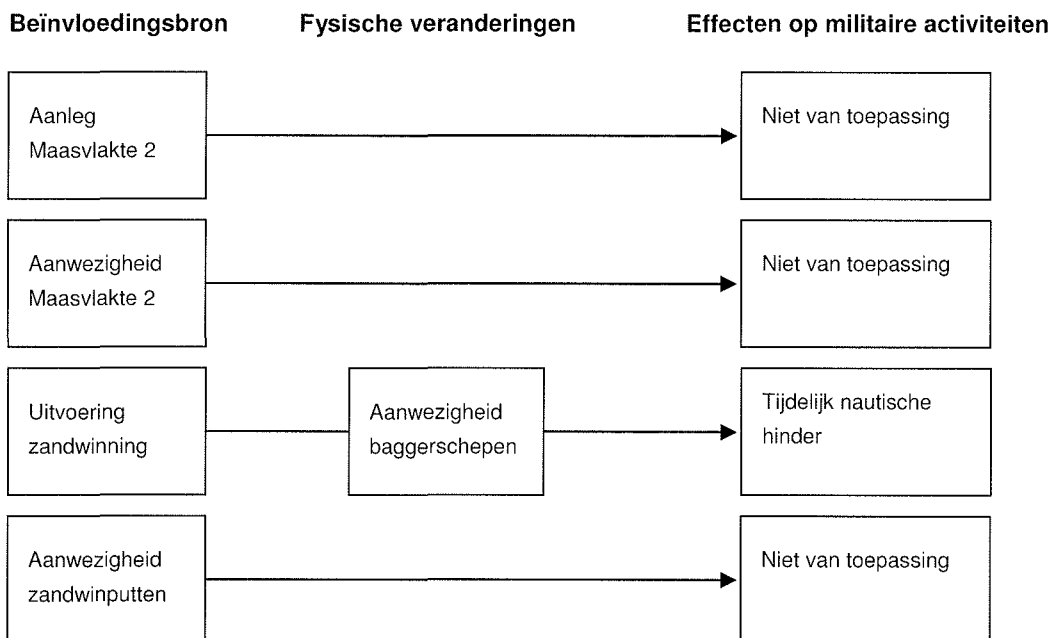 Beïnvloedingsbron Fysische veranderingen Effecten op militaire activiteiten
Aanleg
Maasvlakte 2
Niet van toepassing
Aanwezigheid
Maasvlakte 2
Niet van toepassing
Uitvoering
zandwinning
Aanwezigheid
baggerschepen
Tijdelijk nautische
hinder
Aanwezigheid
zandwinputten
Niet van toepassing